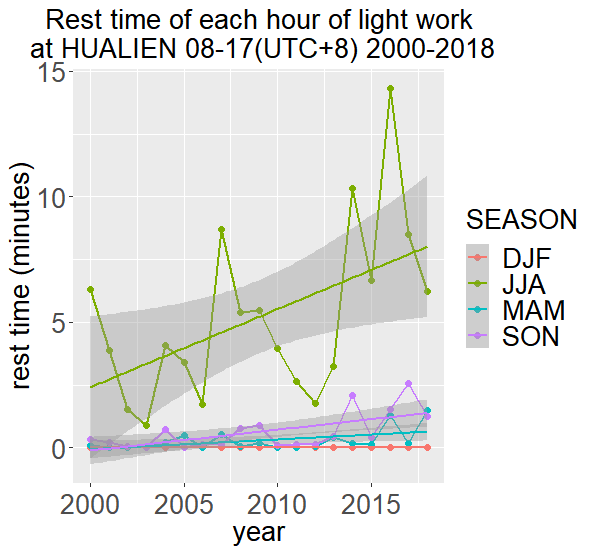 Rest time of each hour of light work
at HUALIEN 08-17(UTC+8) 2000-2018
rest time (minutes)
15
10
5
0
2000 2005 2010 2015
year
SEASON
DJF
JJA
MAM
SON